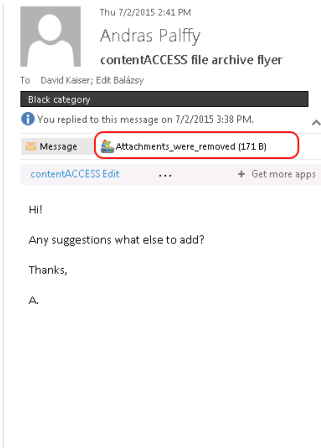 Thu 7/2/2015 2:41 PM
Andras Palffy
contentACCESS file archive flyer
To David Kaiser; Edit Balázsy
Black category
You replied to this message on 7/2/2015 3:38 PM.
Message Attachments_were_removed (171 B)
contentACCESS Edit ... + Get more apps
Hi!
Any suggestions what else to add?
Thanks,
A.